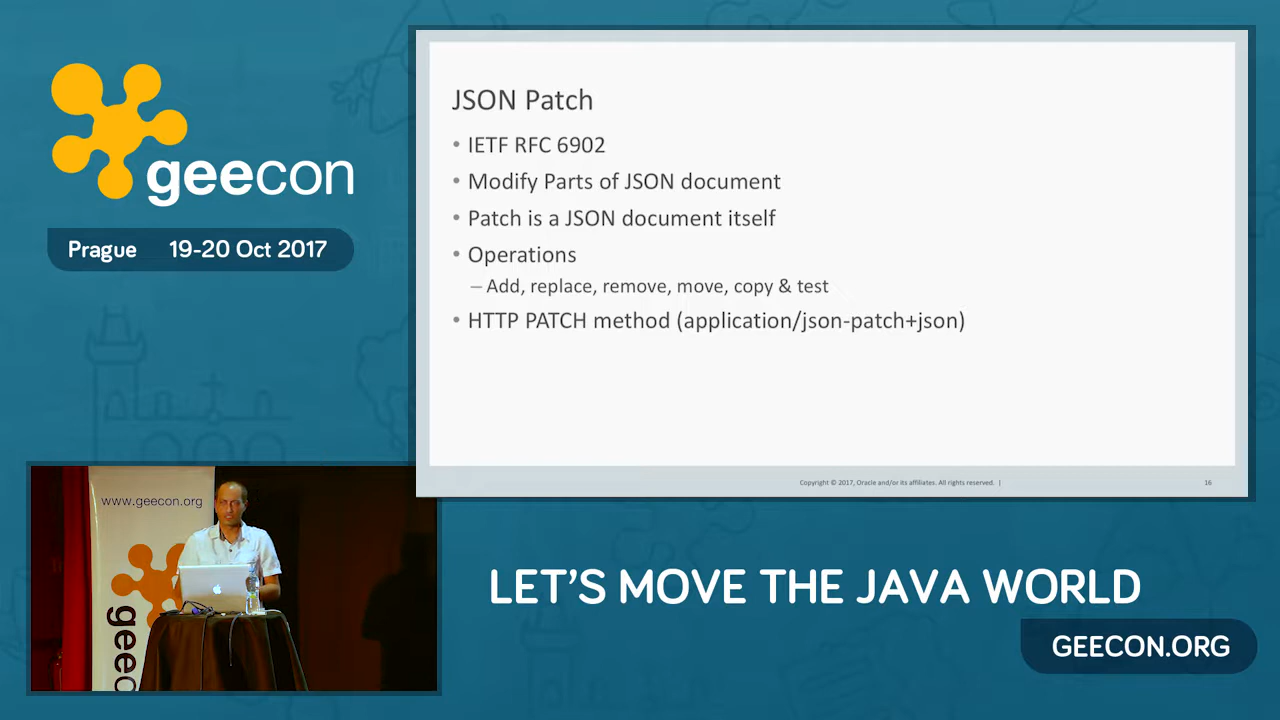 geecon
Prague 19-20 Oct 2017
JSON Patch
• IETF RFC 6902
• Modify Parts of JSON document
• Patch is a JSON document itself
• Operations
– Add, replace, remove, move, copy & test
• HTTP PATCH method (application/json-patch+json)
Copyright © 2017, Oracle and/or its affiliates. All rights reserved. |
16
www.geecon.org
geec
LET'S MOVE THE JAVA WORLD
GEECON.ORG